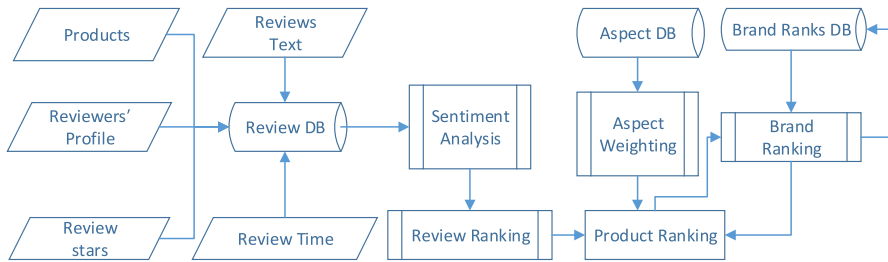 Products
Reviews
Text
Aspect DB
Brand Ranks DB
Reviewers'
Profile
Review DB
Sentiment
Analysis
Aspect
Weighting
Brand
Ranking
Review
stars
Review Time
Review Ranking
Product Ranking